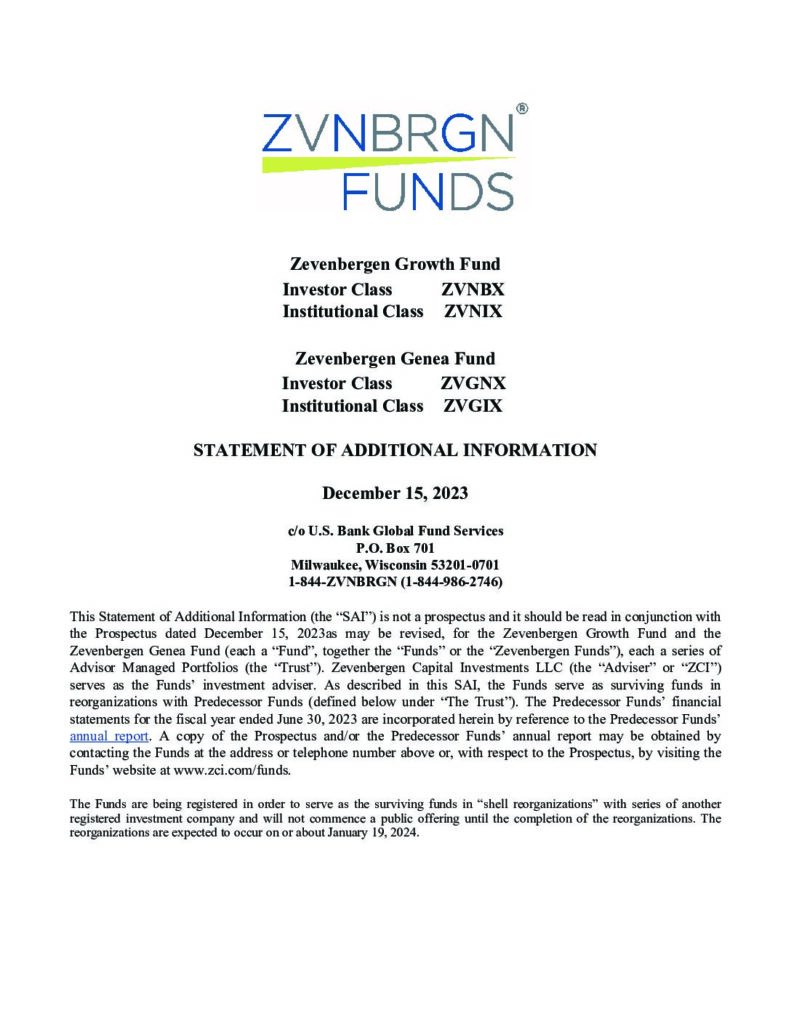 ZVNBRGN®
FUNDS
Zevenbergen Growth Fund
Investor Class ZVNBX
Institutional Class ZVNIX
Zevenbergen Genea Fund
Investor Class ZVGNX
Institutional Class ZVGIX
STATEMENT OF ADDITIONAL INFORMATION
December 15, 2023
c/o U.S. Bank Global Fund Services
P.O. Box 701
Milwaukee, Wisconsin 53201-0701
1-844-ZVNBRGN (1-844-986-2746)
This Statement of Additional Information (the “SAI”) is not a prospectus and it should be read in conjunction with
the Prospectus dated December 15, 2023as may be revised, for the Zevenbergen Growth Fund and the
Zevenbergen Genea Fund (each a “Fund”, together the “Funds” or the “Zevenbergen Funds”), each a series of
Advisor Managed Portfolios (the “Trust”). Zevenbergen Capital Investments LLC (the “Adviser” or “ZCI”)
serves as the Funds’ investment adviser. As described in this SAI, the Funds serve as surviving funds in
reorganizations with Predecessor Funds (defined below under “The Trust”). The Predecessor Funds’ financial
statements for the fiscal year ended June 30, 2023 are incorporated herein by reference to the Predecessor Funds’
annual report. A copy of the Prospectus and/or the Predecessor Funds’ annual report may be obtained by
contacting the Funds at the address or telephone number above or, with respect to the Prospectus, by visiting the
Funds’ website at www.zci.com/funds.
The Funds are being registered in order to serve as the surviving funds in “shell reorganizations” with series of another
registered investment company and will not commence a public offering until the completion of the reorganizations. The
reorganizations are expected to occur on or about January 19, 2024.